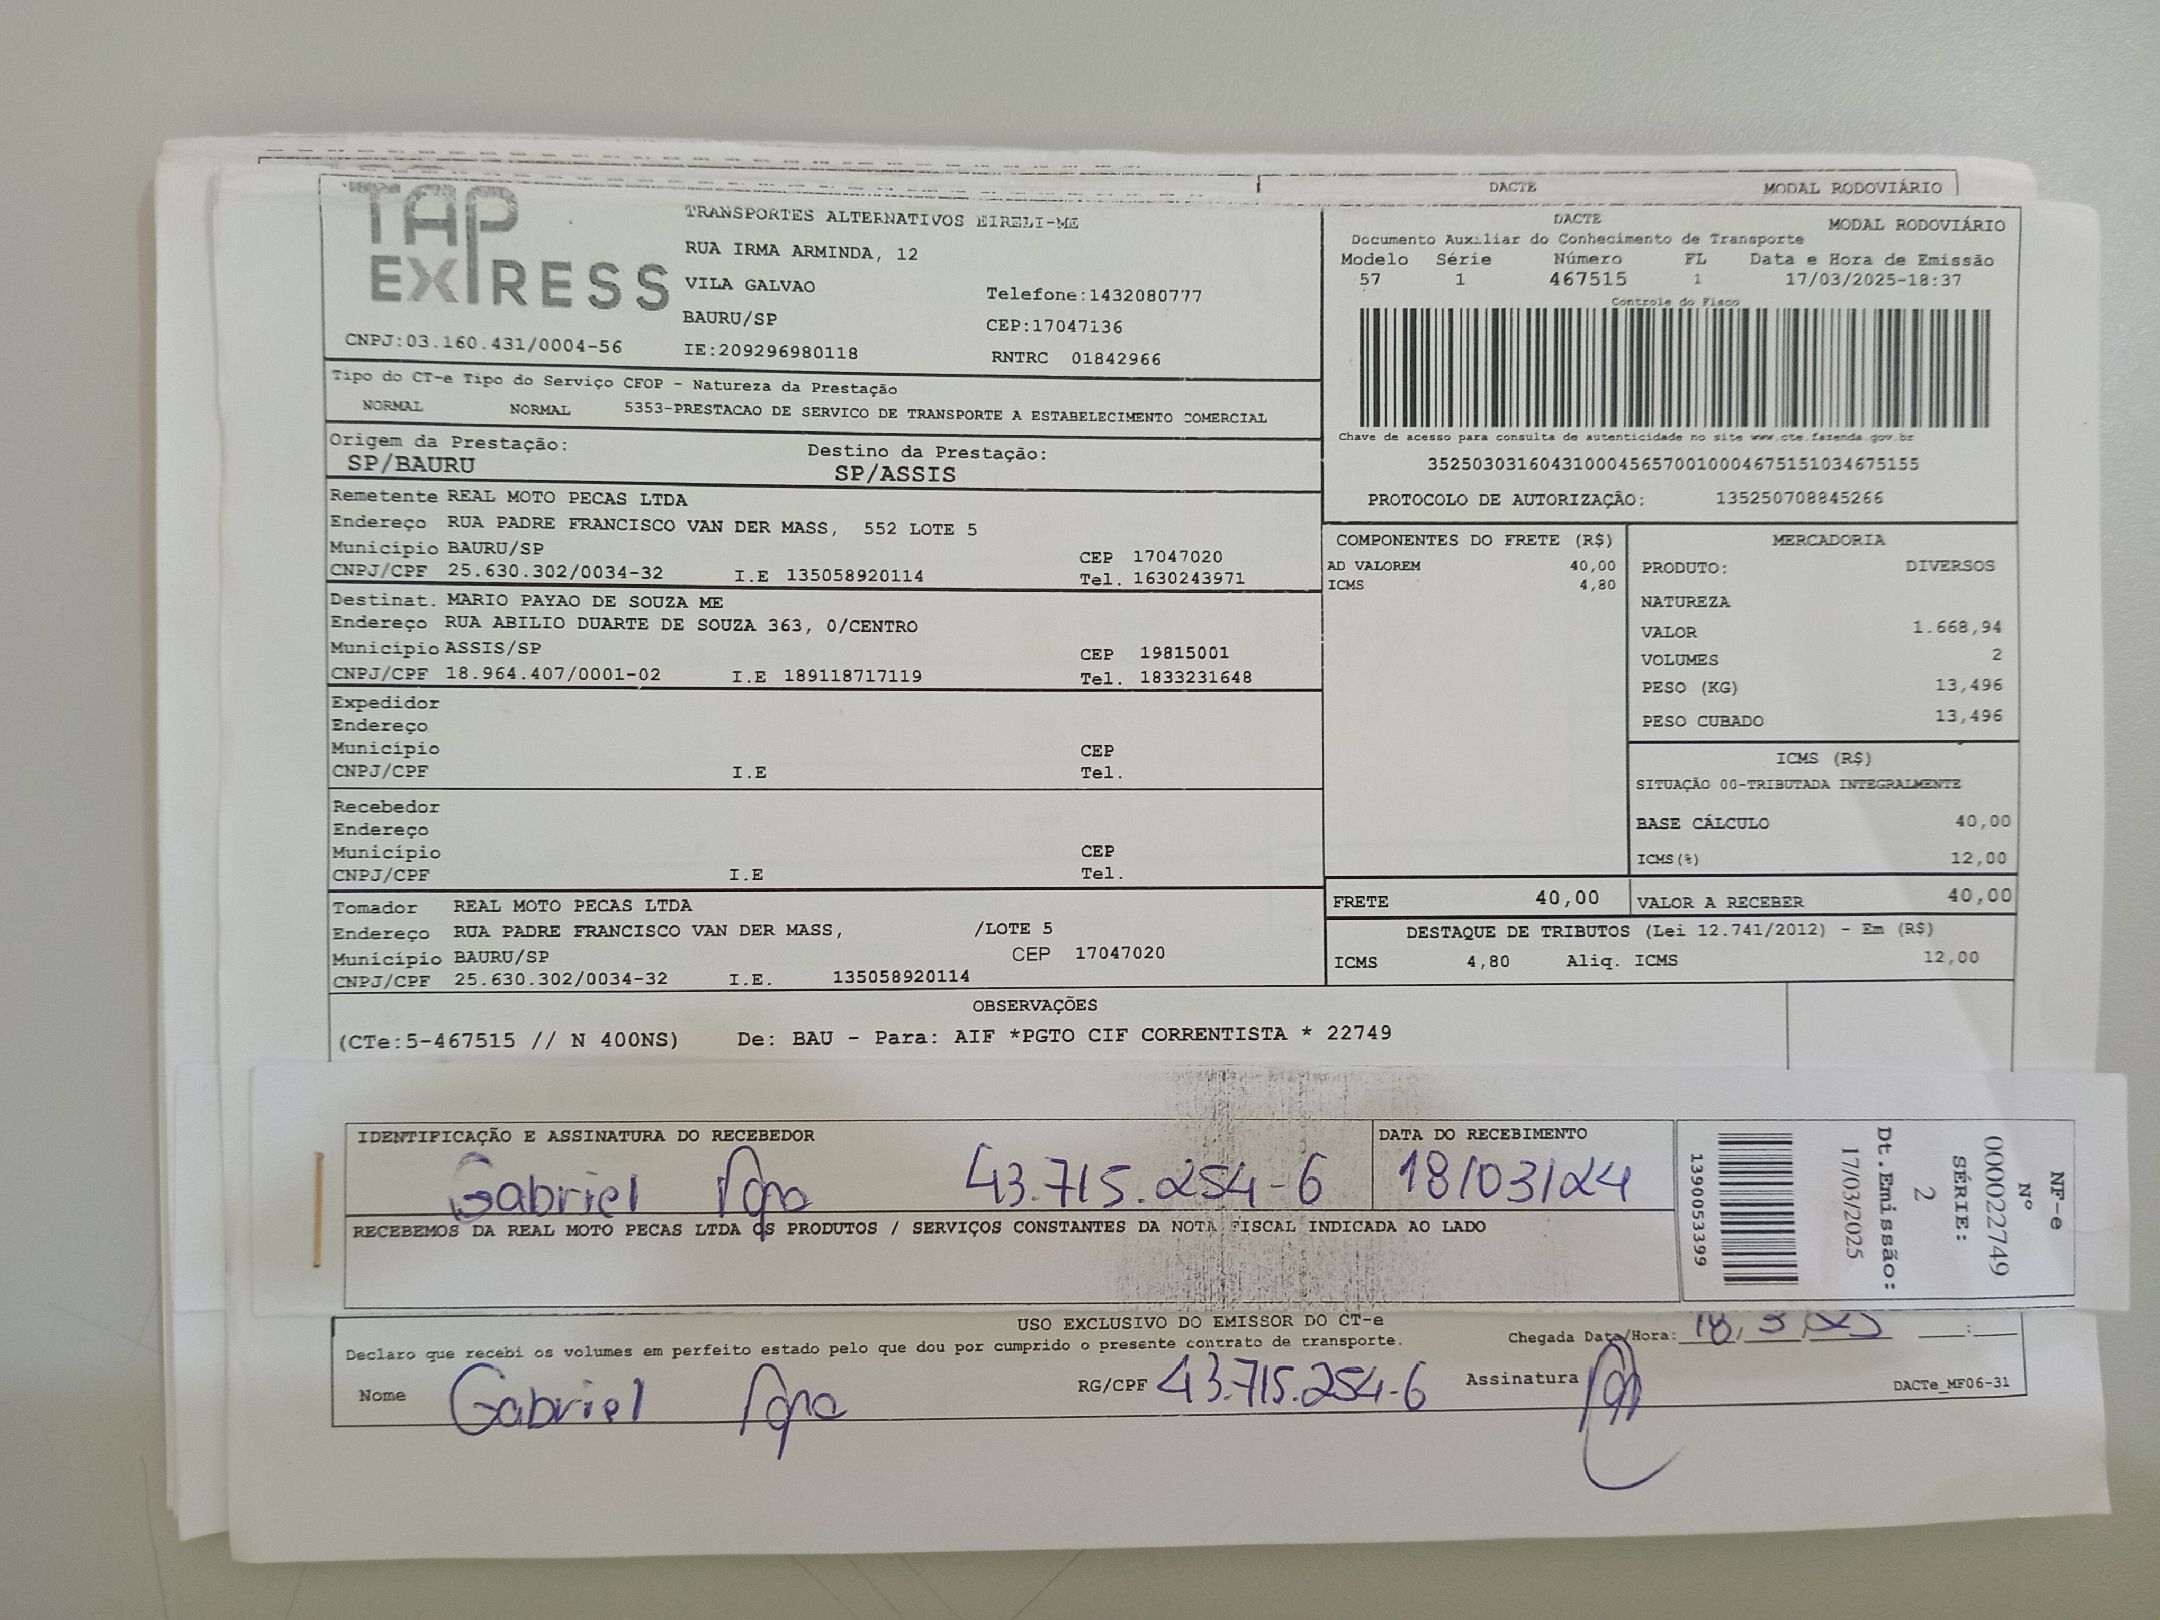 DACTE MODAL RODOVIÁRIO
TAP EXPRESS
TRANSPORTES ALTERNATIVOS EIRELI-ME
RUA IRMA ARMINDA, 12
VILA GALVAO Telefone:1432080777
BAURU/SP CEP:17047136
CNPJ:03.160.431/0004-56 IE:209296980118 RNTRC 01842966
DACTE MODAL RODOVIÁRIO
Documento Auxiliar do Conhecimento de Transporte
Modelo Série Número FL Data e Hora de Emissão
57 1 467515 1 17/03/2025-18:37
Controle do Fisco
Chave de acesso para consulta de autenticidade no site www.cte.fazenda.gov.br
35250303160431000456570010004675151034675155
PROTOCOLO DE AUTORIZAÇÃO: 135250708845266
Tipo do CT-e Tipo do Serviço CFOP - Natureza da Prestação
NORMAL NORMAL 5353-PRESTACAO DE SERVICO DE TRANSPORTE A ESTABELECIMENTO COMERCIAL
Origem da Prestação: Destino da Prestação:
SP/BAURU SP/ASSIS
Remetente REAL MOTO PECAS LTDA
Endereço RUA PADRE FRANCISCO VAN DER MASS, 552 LOTE 5
Município BAURU/SP CEP 17047020
CNPJ/CPF 25.630.302/0034-32 I.E 135058920114 Tel. 1630243971
Destinat. MARIO PAYAO DE SOUZA ME
Endereço RUA ABILIO DUARTE DE SOUZA 363, 0/CENTRO
Município ASSIS/SP CEP 19815001
CNPJ/CPF 18.964.407/0001-02 I.E 189118717119 Tel. 1833231648
Expedidor
Endereço
Município CEP
CNPJ/CPF I.E Tel.
Recebedor
Endereço
Município CEP
CNPJ/CPF I.E Tel.
Tomador REAL MOTO PECAS LTDA
Endereço RUA PADRE FRANCISCO VAN DER MASS, /LOTE 5
Município BAURU/SP CEP 17047020
CNPJ/CPF 25.630.302/0034-32 I.E. 135058920114
COMPONENTES DO FRETE (R$)
AD VALOREM 40,00
ICMS 4,80
MERCADORIA
PRODUTO: DIVERSOS
NATUREZA
VALOR 1.668,94
VOLUMES 2
PESO (KG) 13,496
PESO CUBADO 13,496
ICMS (R$)
SITUAÇÃO 00-TRIBUTADA INTEGRALMENTE
BASE CÁLCULO 40,00
ICMS(%) 12,00
FRETE 40,00 VALOR A RECEBER 40,00
DESTAQUE DE TRIBUTOS (Lei 12.741/2012) - Em (R$)
ICMS 4,80 Aliq. ICMS 12,00
OBSERVAÇÕES
(CTe:5-467515 // N 400NS) De: BAU - Para: AIF *PGTO CIF CORRENTISTA * 22749
IDENTIFICAÇÃO E ASSINATURA DO RECEBEDOR DATA DO RECEBIMENTO
Gabriel 43.715.254-6 18/03/24
RECEBEMOS DA REAL MOTO PECAS LTDA OS PRODUTOS / SERVIÇOS CONSTANTES DA NOTA FISCAL INDICADA AO LADO
NF-e
Nº
000022749
SÉRIE:
2
Dt.Emissão:
17/03/2025
1390053399
USO EXCLUSIVO DO EMISSOR DO CT-e
Declaro que recebi os volumes em perfeito estado pelo que dou por cumprido o presente contrato de transporte. Chegada Data/Hora: 18/3/25 __:__
Nome Gabriel RG/CPF 43.715.254-6 Assinatura
DACTe_MF06-31